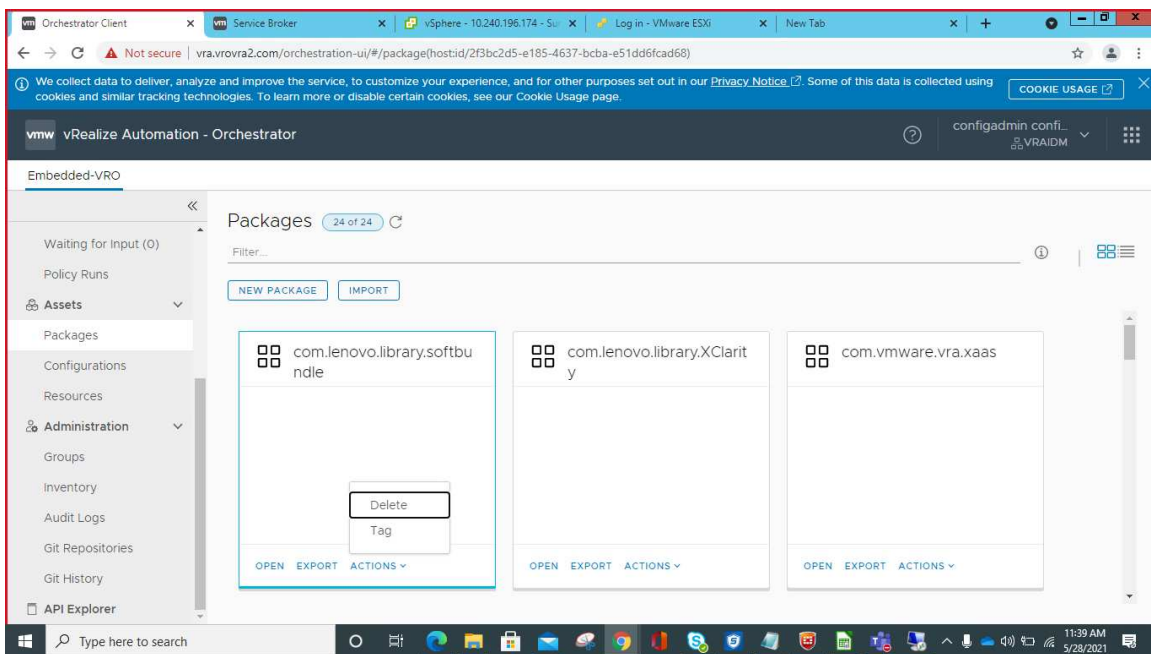 Orchestrator Client
Service Broker
vSphere - 10.240.196.174 - Sur
Log in - VMware ESXi
New Tab
Not secure
vra.vrovra2.com/orchestration-ui/#/package(host:id/2f3bc2d5-e185-4637-bcba-e51dd6fcad68)
We collect data to deliver, analyze and improve the service, to customize your experience, and for other purposes set out in our Privacy Notice. Some of this data is collected using
cookies and similar tracking technologies. To learn more or disable certain cookies, see our Cookie Usage page.
COOKIE USAGE
vmw vRealize Automation - Orchestrator
configadmin confi...
VRAIDM
Embedded-VRO
Waiting for Input (0)
Policy Runs
Assets
Packages
Configurations
Resources
Administration
Groups
Inventory
Audit Logs
Git Repositories
Git History
API Explorer
Packages 24 of 24
Filter...
NEW PACKAGE IMPORT
com.lenovo.library.softbu
ndle
Delete
Tag
OPEN EXPORT ACTIONS
com.lenovo.library.XClarit
y
OPEN EXPORT ACTIONS
com.vmware.vra.xaas
OPEN EXPORT ACTIONS
Type here to search
11:39 AM
5/28/2021